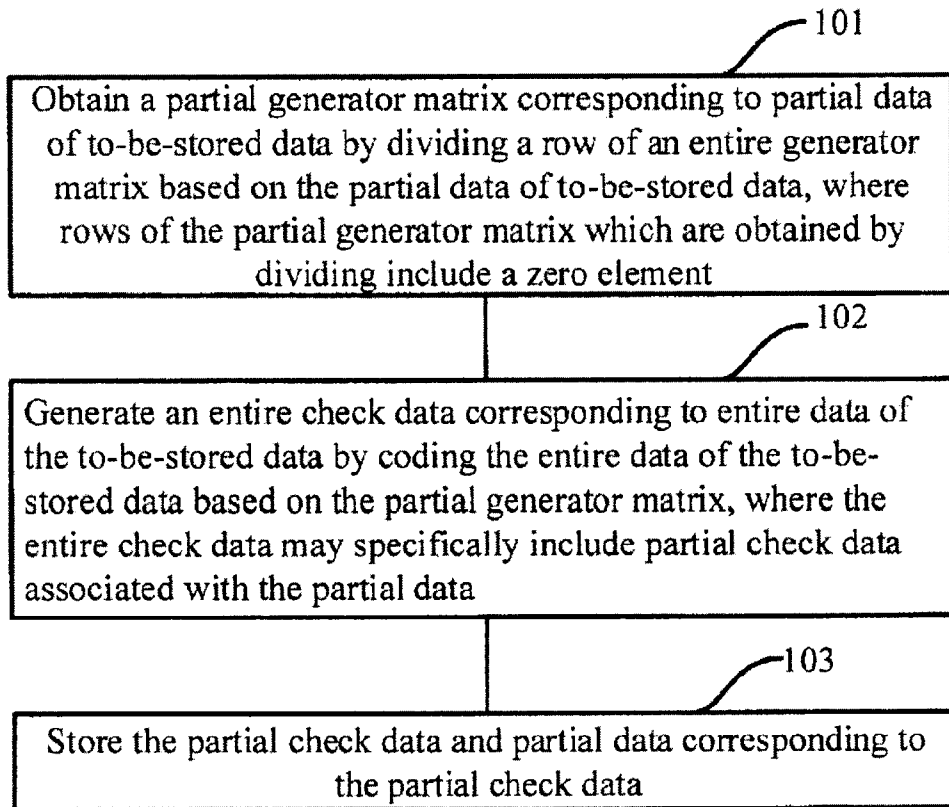 101
Obtain a partial generator matrix corresponding to partial data
of to-be-stored data by dividing a row of an entire generator
matrix based on the partial data of to-be-stored data, where
rows of the partial generator matrix which are obtained by
dividing include a zero element
102
Generate an entire check data corresponding to entire data of
the to-be-stored data by coding the entire data of the to-be-
stored data based on the partial generator matrix, where the
entire check data may specifically include partial check data
associated with the partial data
103
Store the partial check data and partial data corresponding to
the partial check data